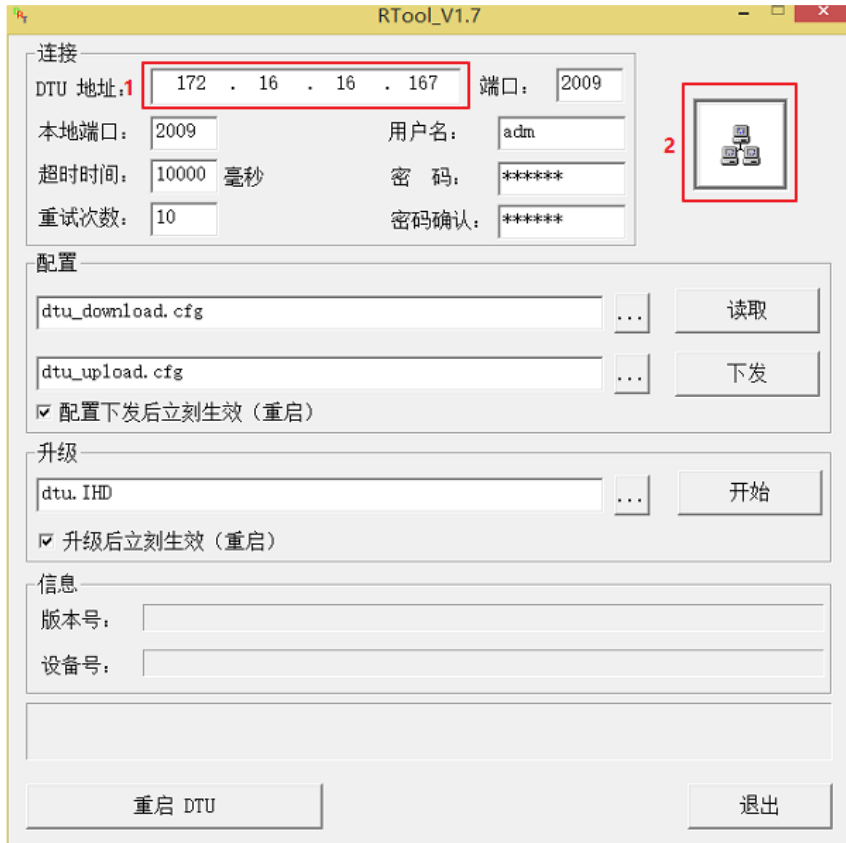 RTool_V1.7
连接
DTU 地址:1 172 . 16 . 16 . 167 端口: 2009
本地端口: 2009 用户名: adm
2
超时时间: 10000 毫秒 密 码: ******
重试次数: 10 密码确认: ******
配置
dtu_download.cfg ... 读取
dtu_upload.cfg ... 下发
配置下发后立刻生效（重启）
升级
dtu.IHD ... 开始
升级后立刻生效（重启）
信息
版本号:
设备号:
重启 DTU 退出